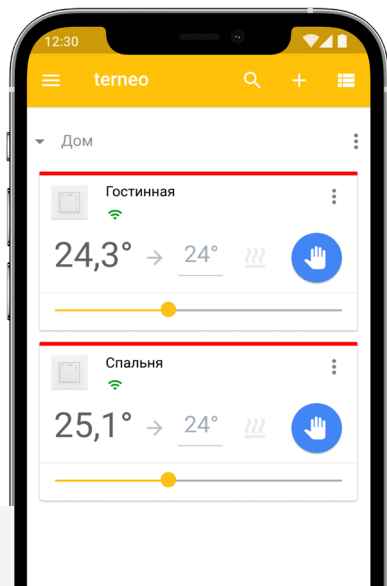 12:30
terneo
Дом
Гостинная
24,3° → 24°
Спальня
25,1° → 24°